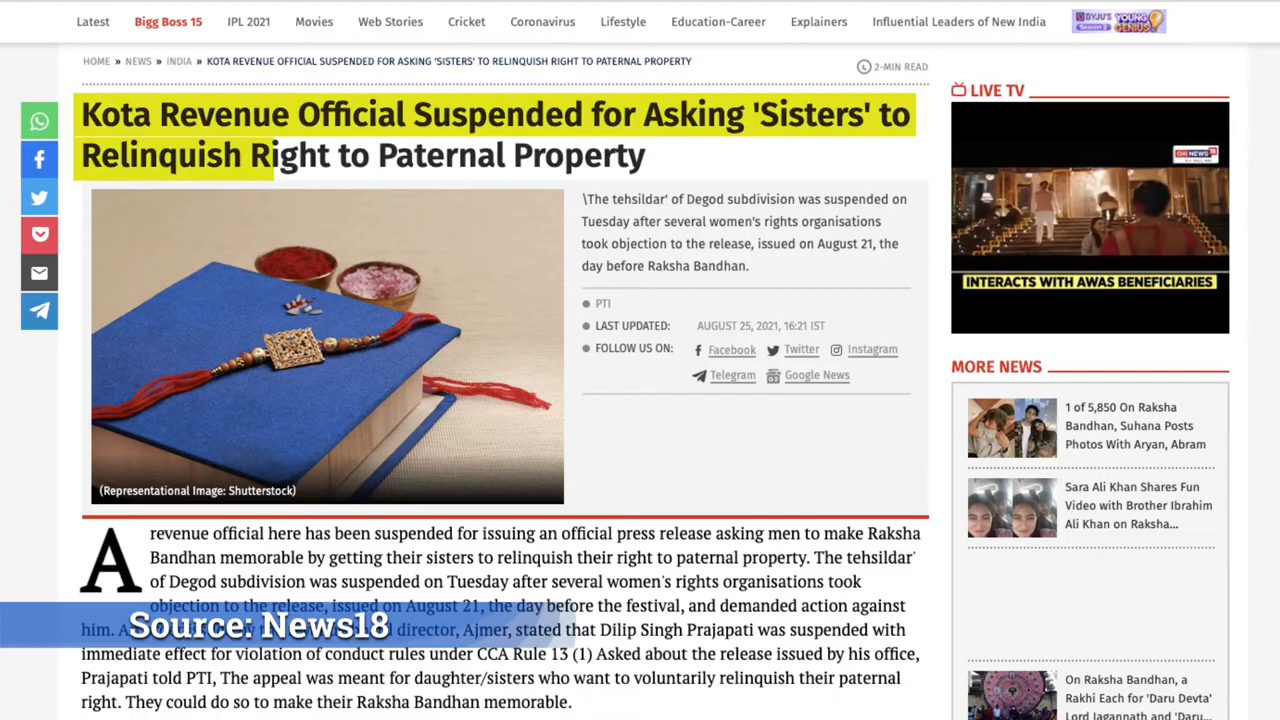 Latest Bigg Boss 15 IPL 2021 Movies Web Stories Cricket Coronavirus Lifestyle Education-Career Explainers Influential Leaders of New India BYJU'S YOUNG GENIUS Season 2
HOME » NEWS » INDIA » KOTA REVENUE OFFICIAL SUSPENDED FOR ASKING 'SISTERS' TO RELINQUISH RIGHT TO PATERNAL PROPERTY
2-MIN READ
Kota Revenue Official Suspended for Asking 'Sisters' to
Relinquish Right to Paternal Property
(Representational Image: Shutterstock)
\The tehsildar' of Degod subdivision was suspended on
Tuesday after several women's rights organisations
took objection to the release, issued on August 21, the
day before Raksha Bandhan.
PTI
LAST UPDATED: AUGUST 25, 2021, 16:21 IST
FOLLOW US ON: Facebook Twitter Instagram
Telegram Google News
A revenue official here has been suspended for issuing an official press release asking men to make Raksha
Bandhan memorable by getting their sisters to relinquish their right to paternal property. The tehsildar'
of Degod subdivision was suspended on Tuesday after several women's rights organisations took
objection to the release, issued on August 21, the day before the festival, and demanded action against
him. director, Ajmer, stated that Dilip Singh Prajapati was suspended with
immediate effect for violation of conduct rules under CCA Rule 13 (1) Asked about the release issued by his office,
Prajapati told PTI, The appeal was meant for daughter/sisters who want to voluntarily relinquish their paternal
right. They could do so to make their Raksha Bandhan memorable.
Source: News18
LIVE TV
NEWS18
INTERACTS WITH AWAS BENEFICIARIES
MORE NEWS
1 of 5,850 On Raksha
Bandhan, Suhana Posts
Photos With Aryan, Abram
Sara Ali Khan Shares Fun
Video with Brother Ibrahim
Ali Khan on Raksha...
On Raksha Bandhan, a
Rakhi Each for 'Daru Devta'
Lord Jagannath and 'Daru...